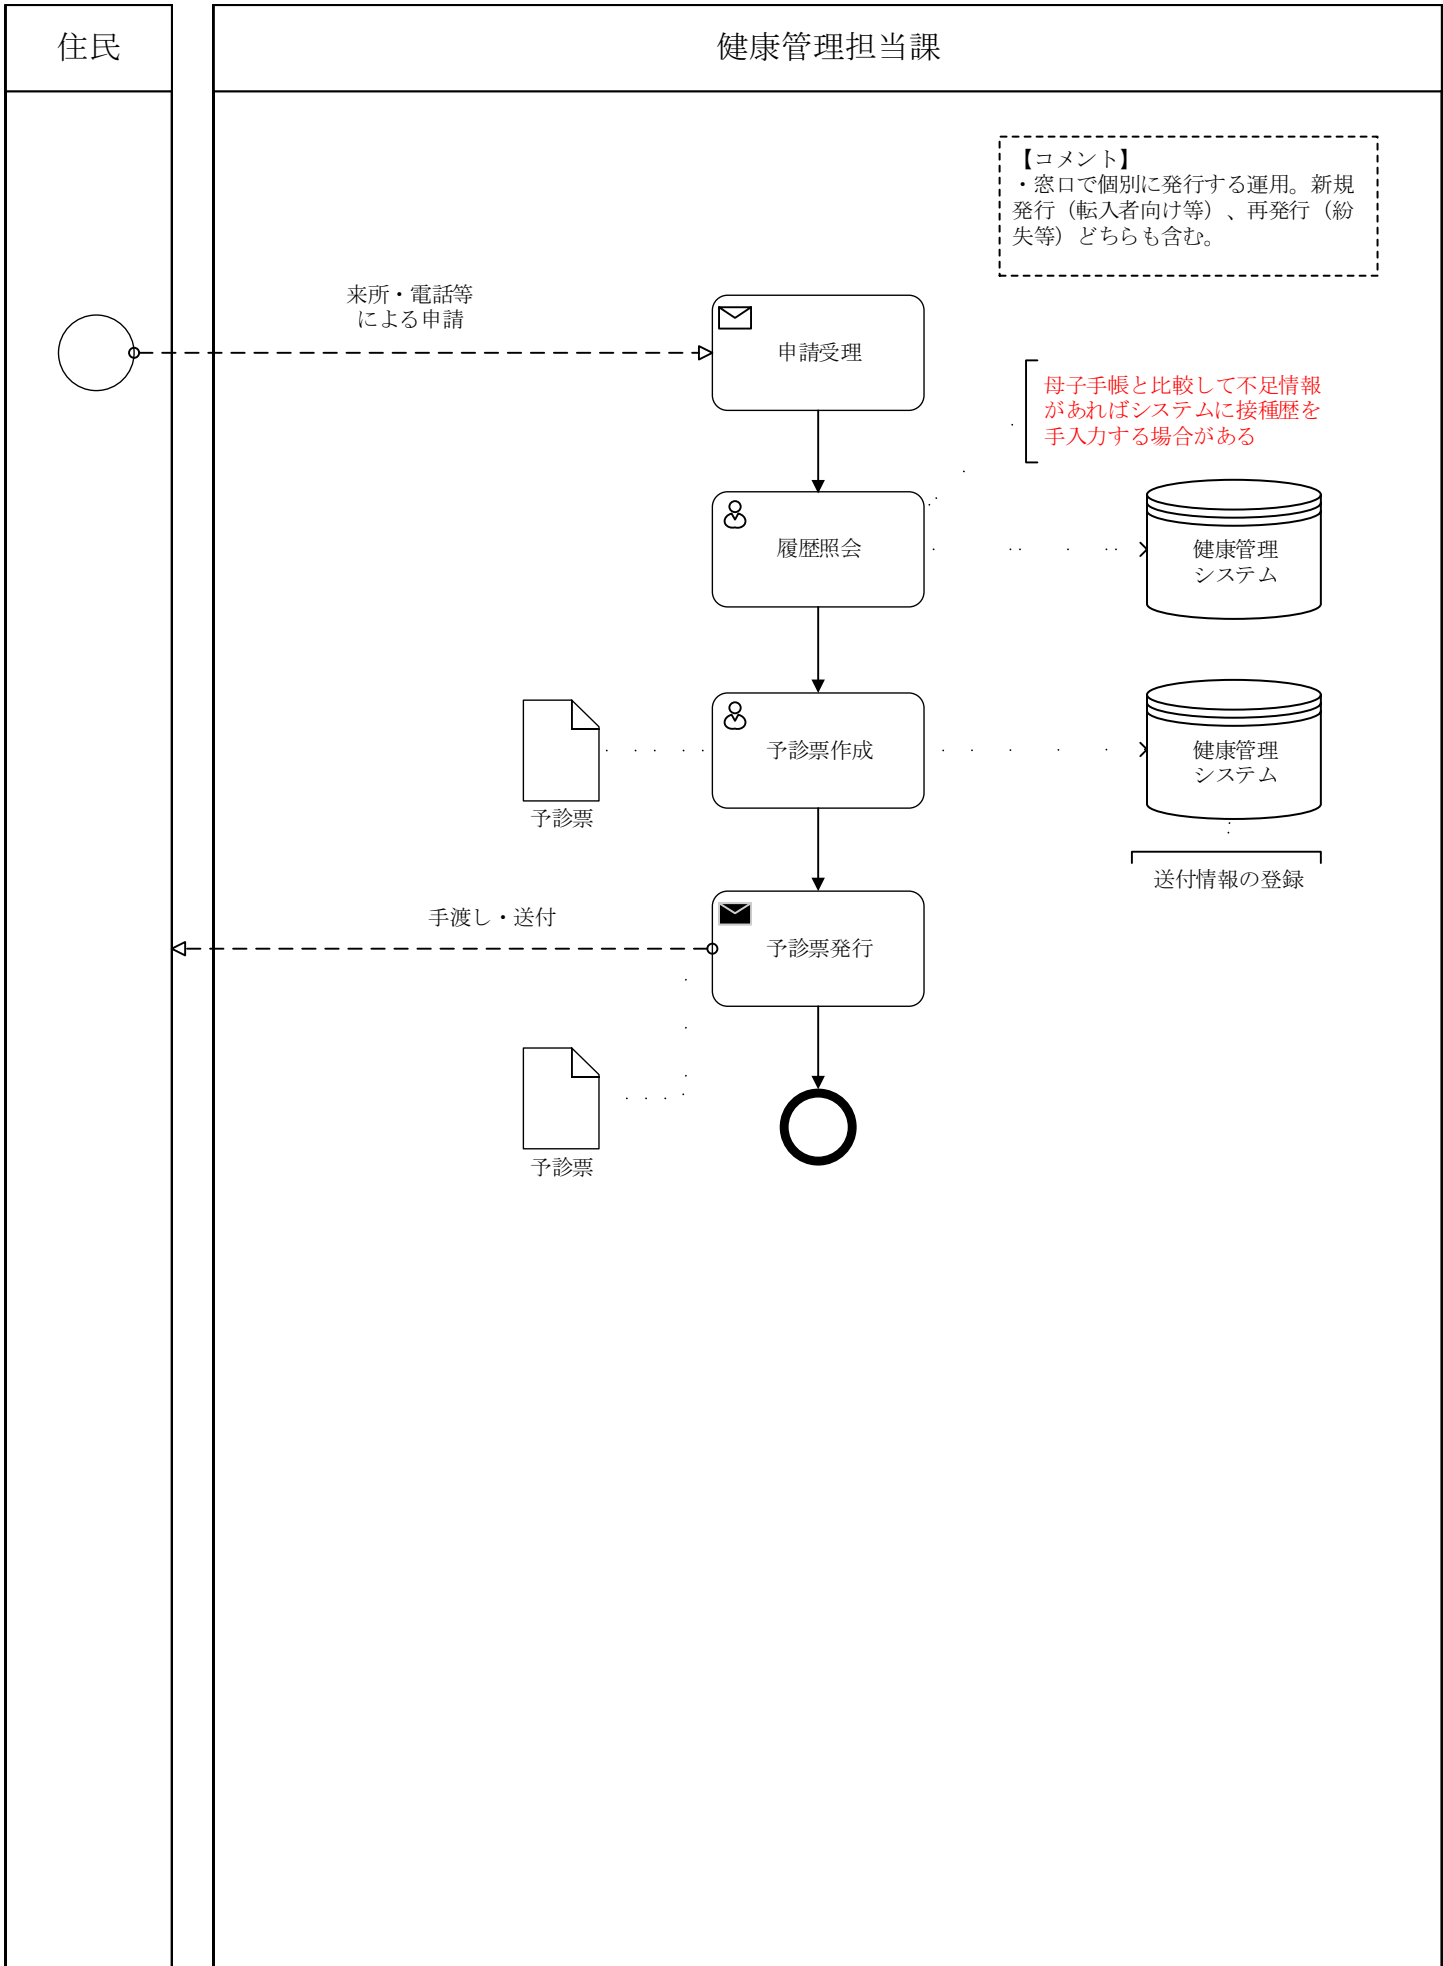 住民
健康管理担当課
【コメント】
・窓口で個別に発行する運用。新規
発行（転入者向け等）、再発行（紛
失等）どちらも含む。
来所・電話等
による申請
申請受理
母子手帳と比較して不足情報
があればシステムに接種歴を
手入力する場合がある
履歴照会
健康管理
システム
予診票作成
健康管理
システム
予診票
送付情報の登録
手渡し・送付
予診票発行
予診票